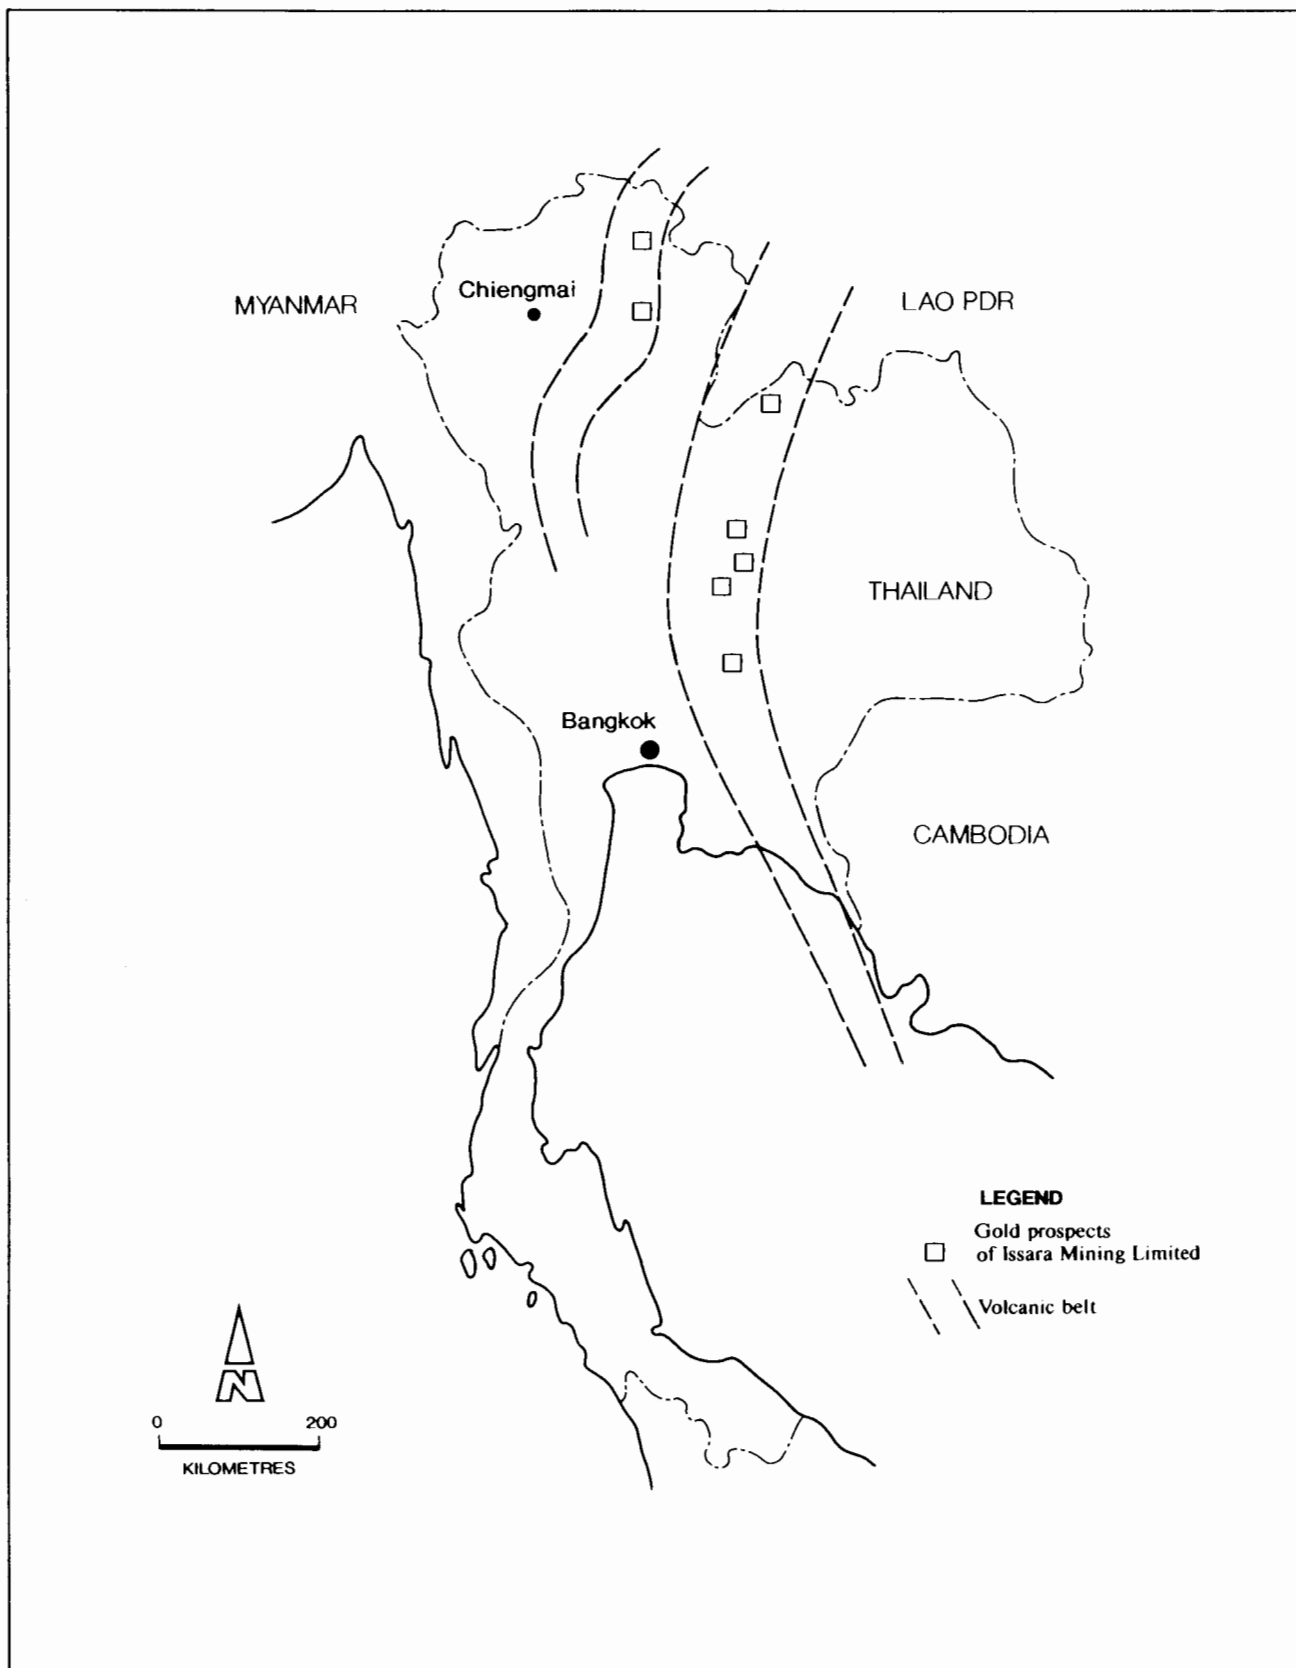 Chiengmai
MYANMAR
LAO PDR
THAILAND
Bangkok
CAMBODIA
LEGEND
Gold prospects
of Issara Mining Limited
Volcanic belt
N
0 200
KILOMETRES